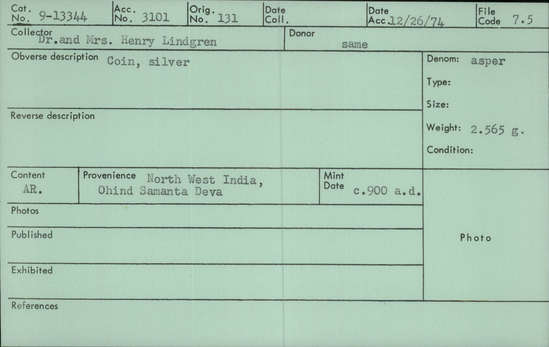 Cat. No. 9-13344 Acc. No. 3101 Orig. No. 131 Date Coll. Date Acc. 12/26/74 File Code 7.5
Collector Dr. and Mrs. Henry Lindgren Donor same
Obverse description Coin, silver
Denom: asper
Type:
Size:
Reverse description
Weight: 2.565 g.
Condition:
Content AR. Provenience North West India, Ohind Samanta Deva Mint Date c.900 a.d.
Photos
Published
Photo
Exhibited
References